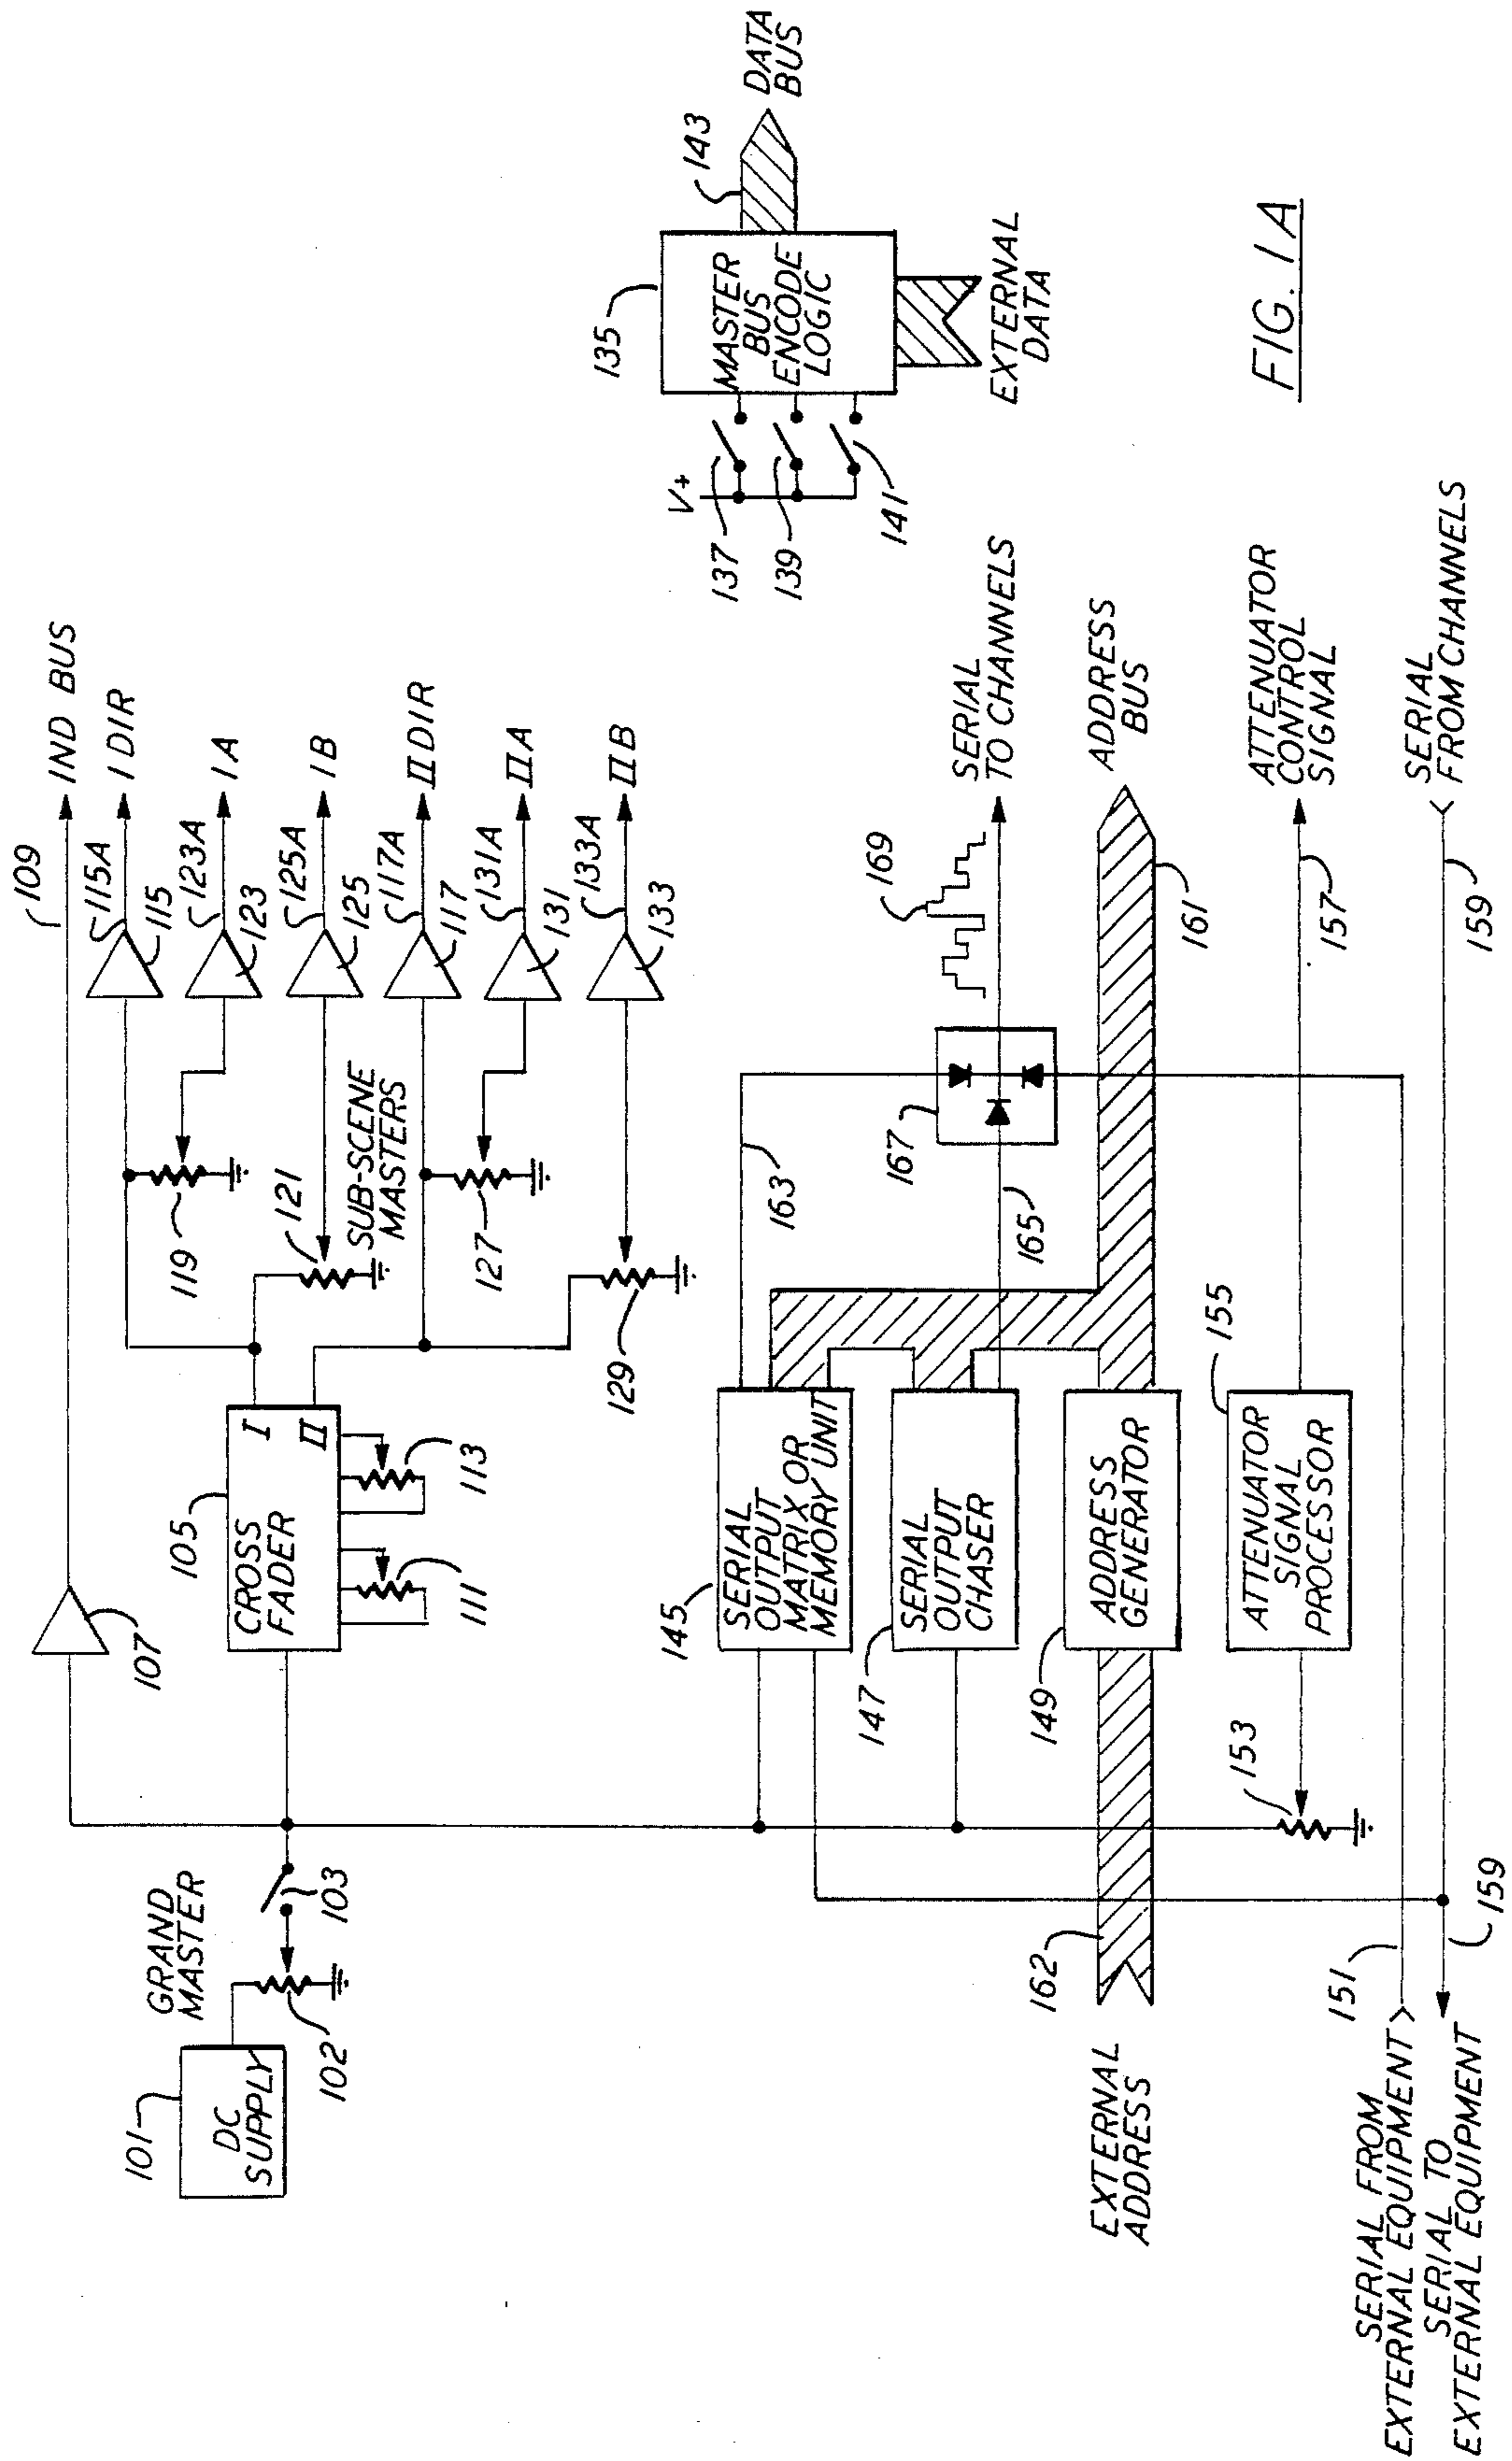 109
IND BUS
107
115A
I DIR
115
123A
IA
123
125A
IB
125
117A
II DIR
117
131A
IIA
131
133A
IIB
133
119
121
SUB-SCENE
MASTERS
127
129
105
CROSS
FADER
I
II
111
113
GRAND
MASTER
101
DC
SUPPLY
102
103
135
MASTER
BUS
ENCODE
LOGIC
V+
137
139
141
143
DATA
BUS
EXTERNAL
DATA
145
SERIAL
OUTPUT
MATRIX OR
MEMORY UNIT
147
SERIAL
OUTPUT
CHASER
149
ADDRESS
GENERATOR
155
ATTENUATOR
SIGNAL
PROCESSOR
153
163
165
167
169
SERIAL
TO CHANNELS
161
ADDRESS
BUS
162
EXTERNAL
ADDRESS
157
ATTENUATOR
CONTROL
SIGNAL
151
SERIAL FROM
EXTERNAL EQUIPMENT
159
SERIAL TO
EXTERNAL EQUIPMENT
159
SERIAL
FROM CHANNELS
FIG. 1A